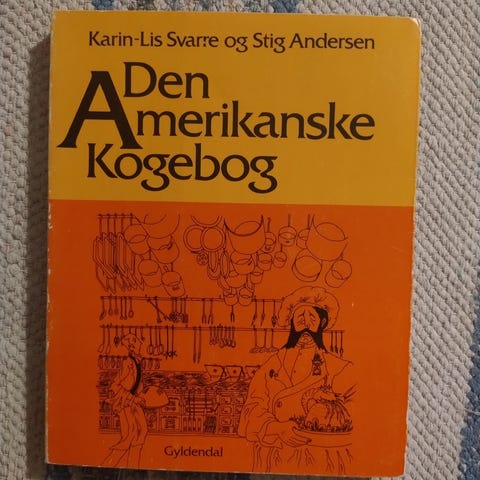 Karin-Lis Svarre og Stig Andersen
Den
Amerikanske
Kogebog
Gyldendal